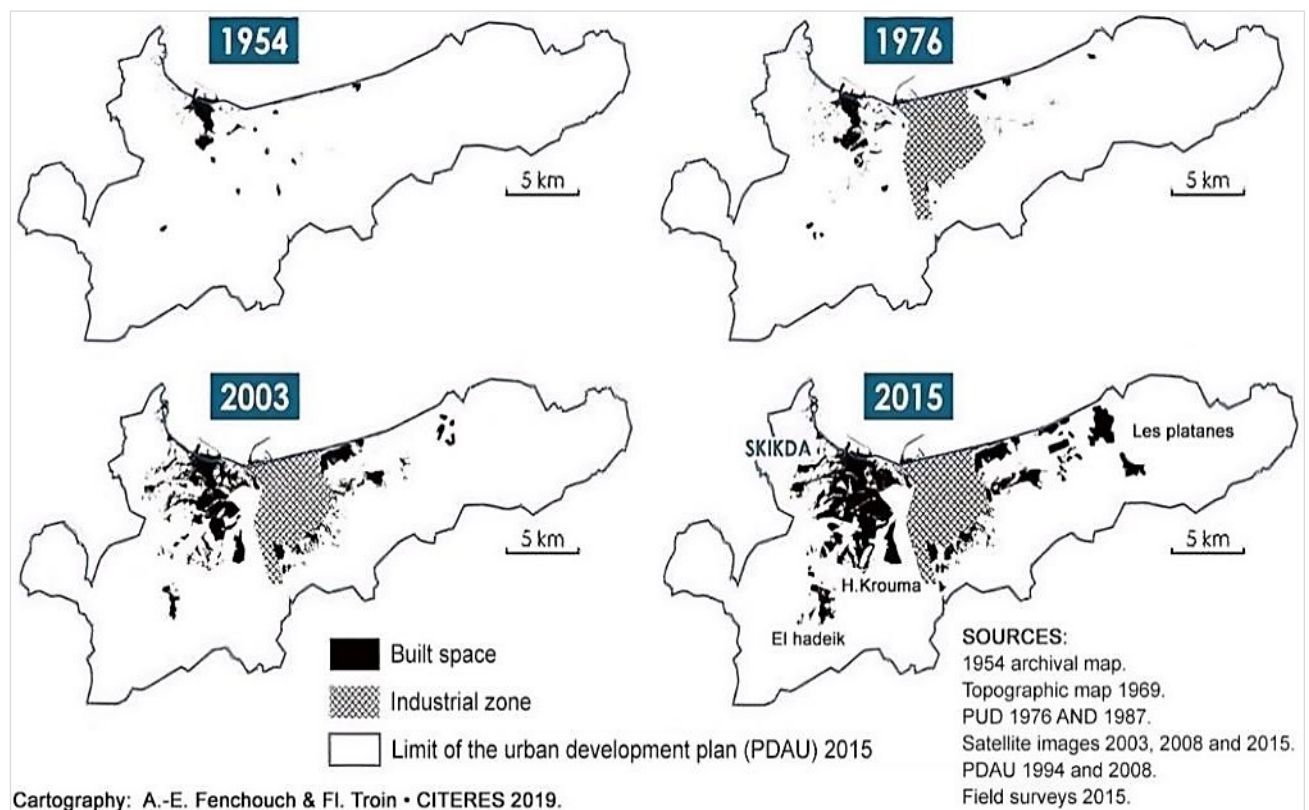 1954
5 km
1976
5 km
2003
5 km
2015
SKIKDA
Les platanes
5 km
H.Krouma
El hadeik
Built space
Industrial zone
Limit of the urban development plan (PDAU) 2015
SOURCES:
1954 archival map.
Topographic map 1969.
PUD 1976 AND 1987.
Satellite images 2003, 2008 and 2015.
PDAU 1994 and 2008.
Field surveys 2015.
Cartography: A.-E. Fenchouch & Fl. Troin • CITERES 2019.